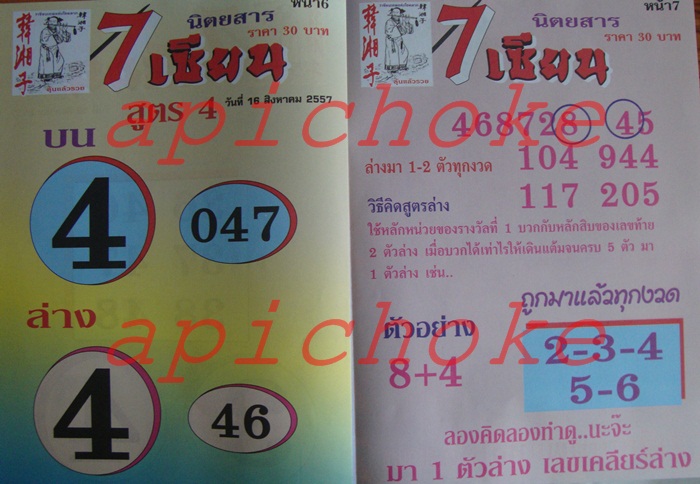 หน้า6
นิตยสาร
ราคา 30 บาท
韓湘子
7เซียน
สูตร 4 วันที่ 16 สิงหาคม 2557
บน
4 047
ล่าง
4 46
หน้า7
นิตยสาร
ราคา 30 บาท
韓湘子
7เซียน
468728 45
ล่างมา 1-2 ตัวทุกงวด 104 944
117 205
วิธีคิดสูตรล่าง
ใช้หลักหน่วยของรางวัลที่ 1 บวกกับหลักสิบของเลขท้าย
2 ตัวล่าง เมื่อบวกได้เท่าไรให้เดินแต้มจนครบ 5 ตัว มา
1 ตัวล่าง เช่น..
ถูกมาแล้วทุกงวด
ตัวอย่าง
8+4
2-3-4
5-6
ลองคิดลองทำดู..นะจ๊ะ
มา 1 ตัวล่าง เลขเคลียร์ล่าง
apichoke
apichoke